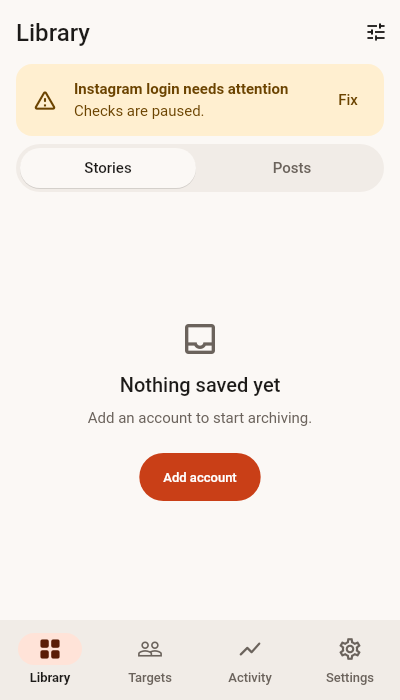 Library
Instagram login needs attention
Checks are paused.
Fix
Stories
Posts
Nothing saved yet
Add an account to start archiving.
Add account
Library
Targets
Activity
Settings